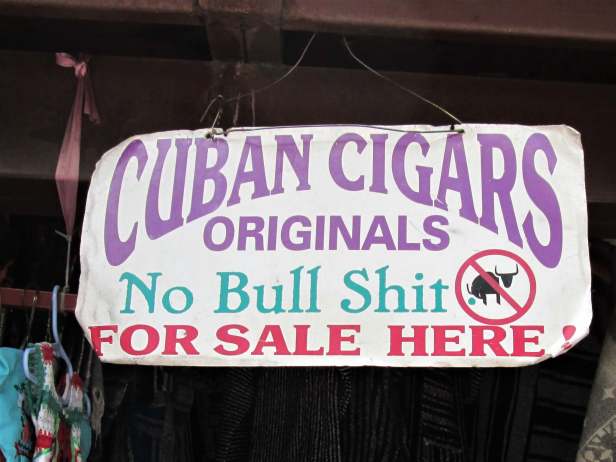 CUBAN CIGARS
ORIGINALS
No Bull Shit.
FOR SALE HERE!